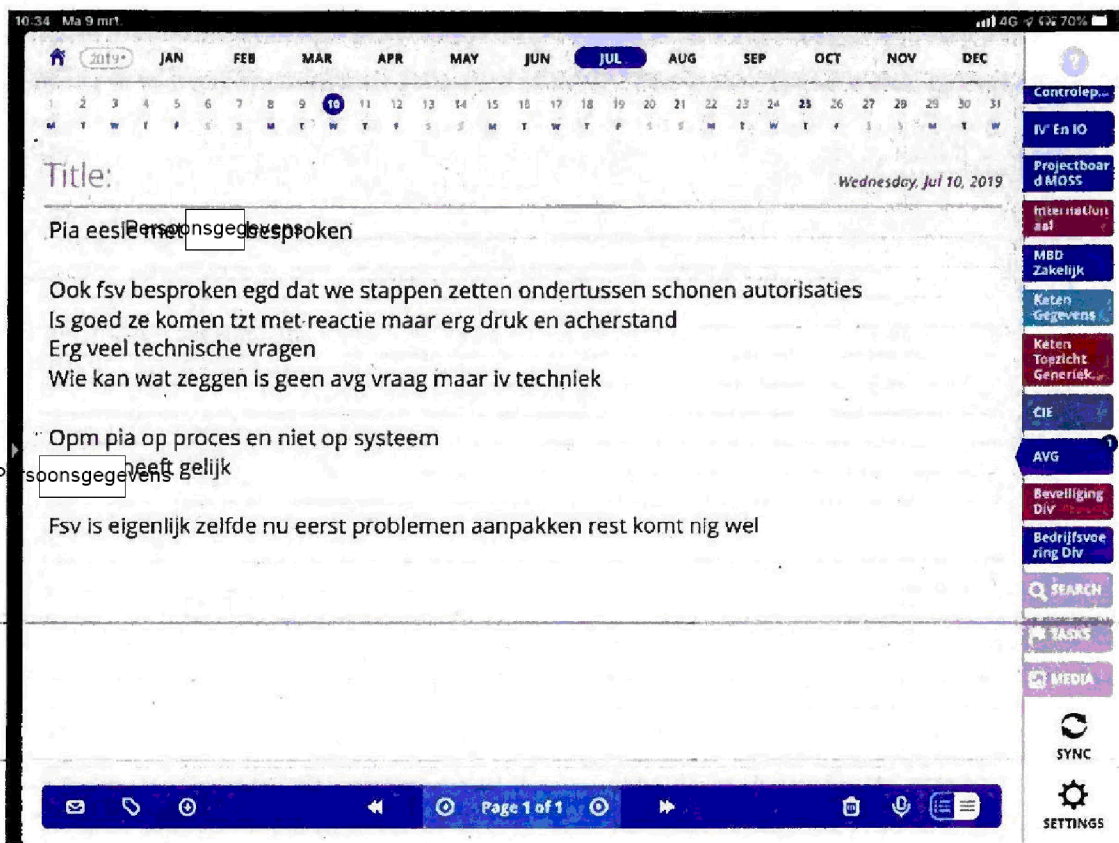 10:34 Ma 9 mrt. 4G 70%
2019 JAN FEB MAR APR MAY JUN JUL AUG SEP OCT NOV DEC
1 2 3 4 5 6 7 8 9 10 11 12 13 14 15 16 17 18 19 20 21 22 23 24 25 26 27 28 29 30 31
M T W T F S S M T W T F S S M T W T F S S M T W T F S S M T W
Title:
Wednesday, Jul 10, 2019
Pia eesie met Persoonsgegevens besproken
Ook fsv besproken egd dat we stappen zetten ondertussen schonen autorisaties
Is goed ze komen tzt met reactie maar erg druk en acherstand
Erg veel technische vragen
Wie kan wat zeggen is geen avg vraag maar iv techniek
Opm pia op proces en niet op systeem
Persoonsgegevens heeft gelijk
Fsv is eigenlijk zelfde nu eerst problemen aanpakken rest komt nig wel
?
Controlep...
IV En IO
Projectboar
d MOSS
Internation
aal
MBD
Zakelijk
Keten
Gegevens
Keten
Toezicht
Generiek...
CIE
AVG
1
Beveiliging
Div
Bedrijfsvoe
ring Div
SEARCH
TASKS
MEDIA
SYNC
SETTINGS
Page 1 of 1